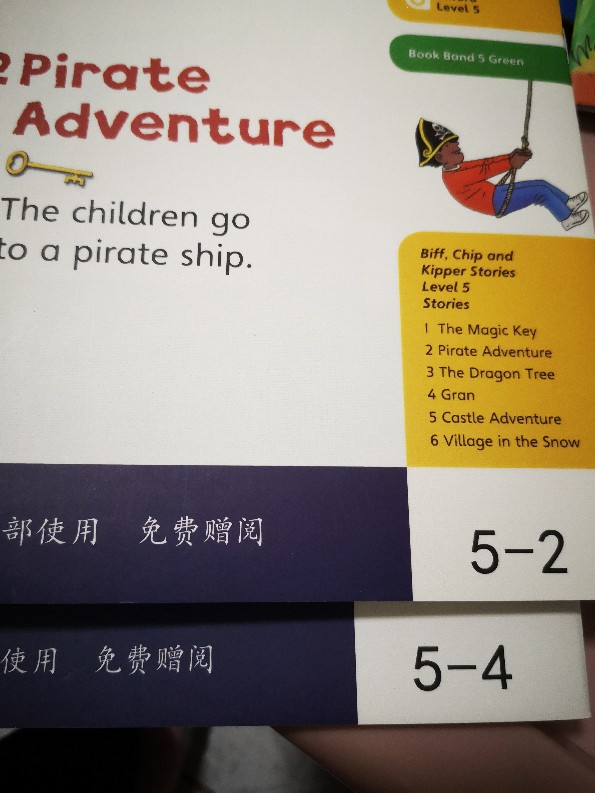 Level 5
Book Band 5 Green
2 Pirate
Adventure
The children go
to a pirate ship.
Biff, Chip and
Kipper Stories
Level 5
Stories
1 The Magic Key
2 Pirate Adventure
3 The Dragon Tree
4 Gran
5 Castle Adventure
6 Village in the Snow
部使用 免费赠阅
5-2
使用 免费赠阅
5-4